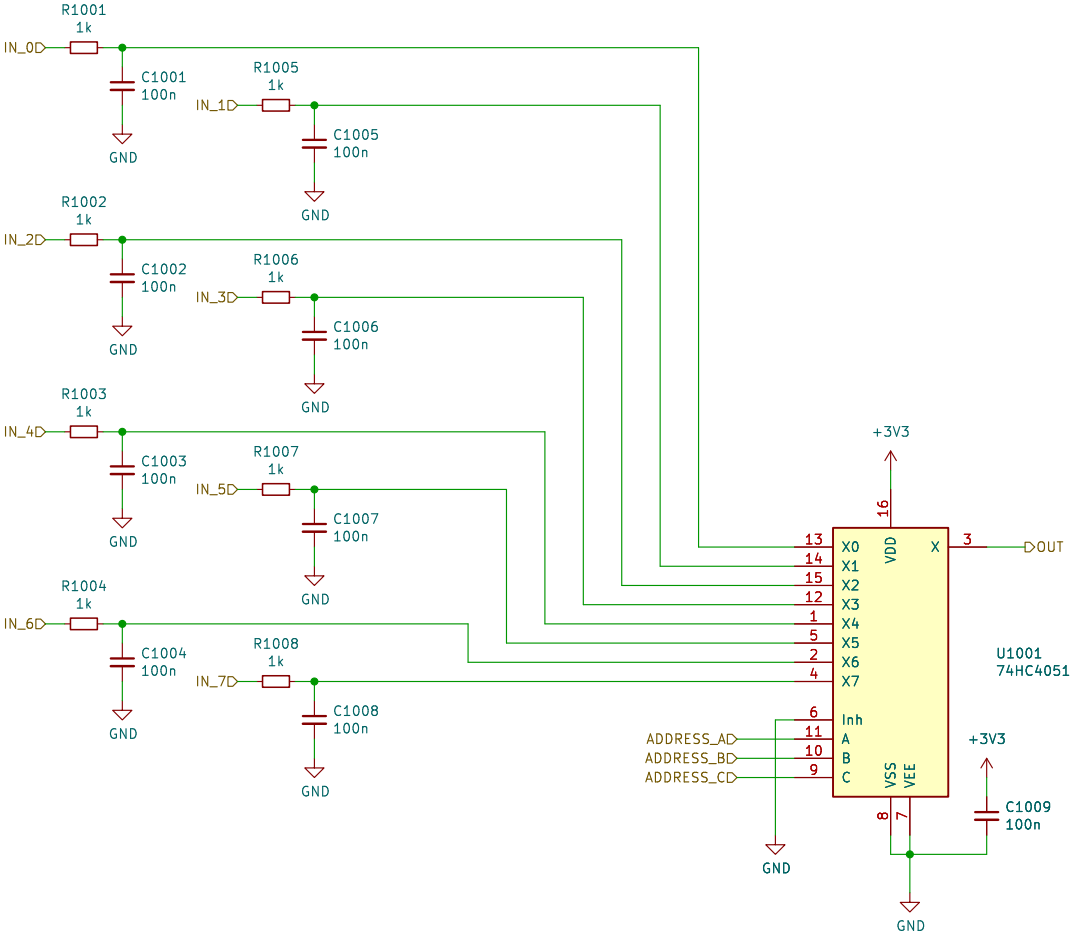 R1001
1k
IN_0
C1001
100n
GND
R1005
1k
IN_1
C1005
100n
GND
R1002
1k
IN_2
C1002
100n
GND
R1006
1k
IN_3
C1006
100n
GND
R1003
1k
IN_4
C1003
100n
GND
R1007
1k
IN_5
C1007
100n
GND
R1004
1k
IN_6
C1004
100n
GND
R1008
1k
IN_7
C1008
100n
GND
+3V3
16
VDD
13 X0
14 X1
15 X2
12 X3
1 X4
5 X5
2 X6
4 X7
6 Inh
ADDRESS_A 11 A
ADDRESS_B 10 B
ADDRESS_C 9 C
X 3 OUT
U1001
74HC4051
VSS
VEE
8
7
+3V3
C1009
100n
GND
GND